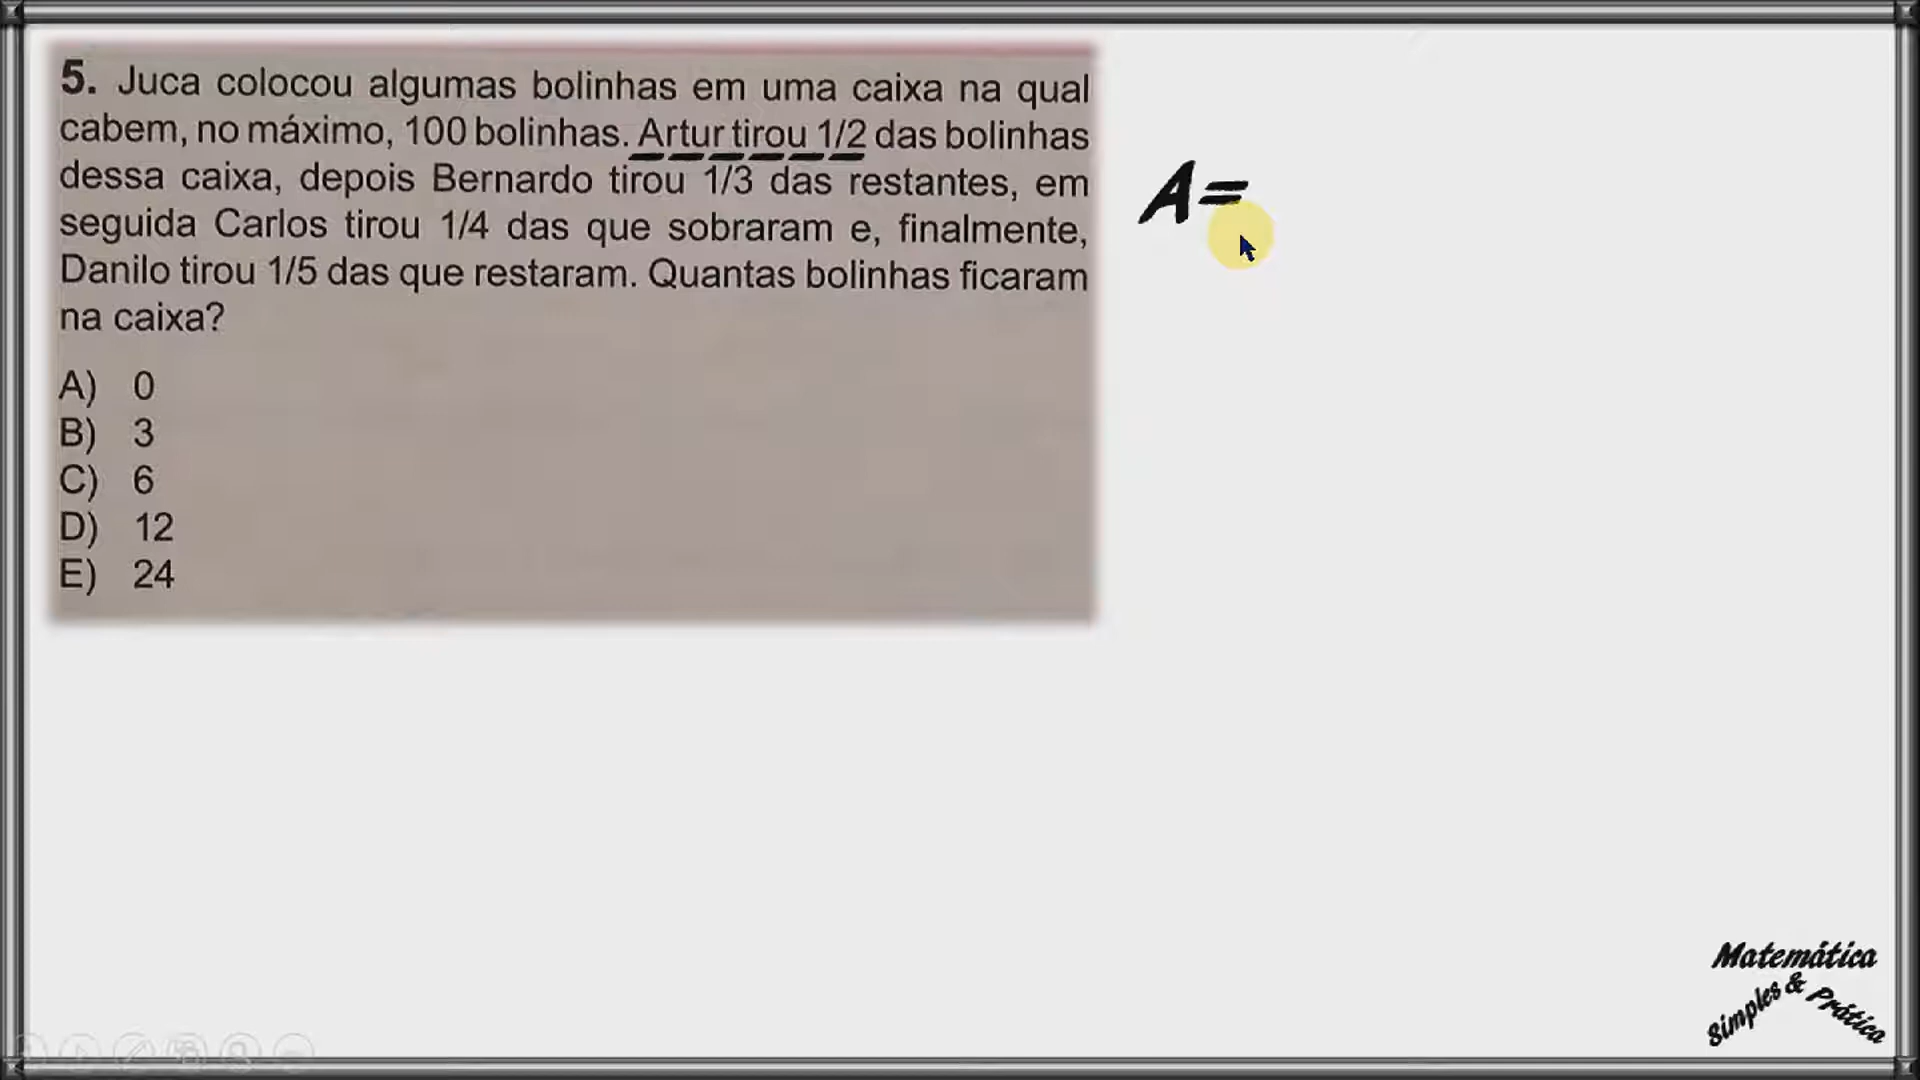 5. Juca colocou algumas bolinhas em uma caixa na qual
cabem, no máximo, 100 bolinhas. Artur tirou 1/2 das bolinhas
dessa caixa, depois Bernardo tirou 1/3 das restantes, em
seguida Carlos tirou 1/4 das que sobraram e, finalmente,
Danilo tirou 1/5 das que restaram. Quantas bolinhas ficaram
na caixa?
A) 0
B) 3
C) 6
D) 12
E) 24
A=
Matemática
Simples & Prática